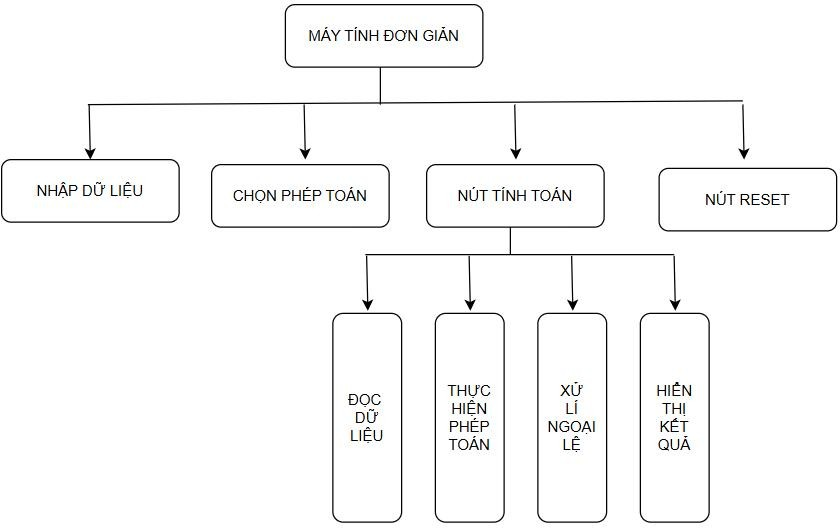 MÁY TÍNH ĐƠN GIẢN
NHẬP DỮ LIỆU
CHỌN PHÉP TOÁN
NÚT TÍNH TOÁN
NÚT RESET
ĐỌC
DỮ
LIỆU
THỰC
HIỆN
PHÉP
TOÁN
XỬ
LÍ
NGOẠI
LỆ
HIỂN
THỊ
KẾT
QUẢ